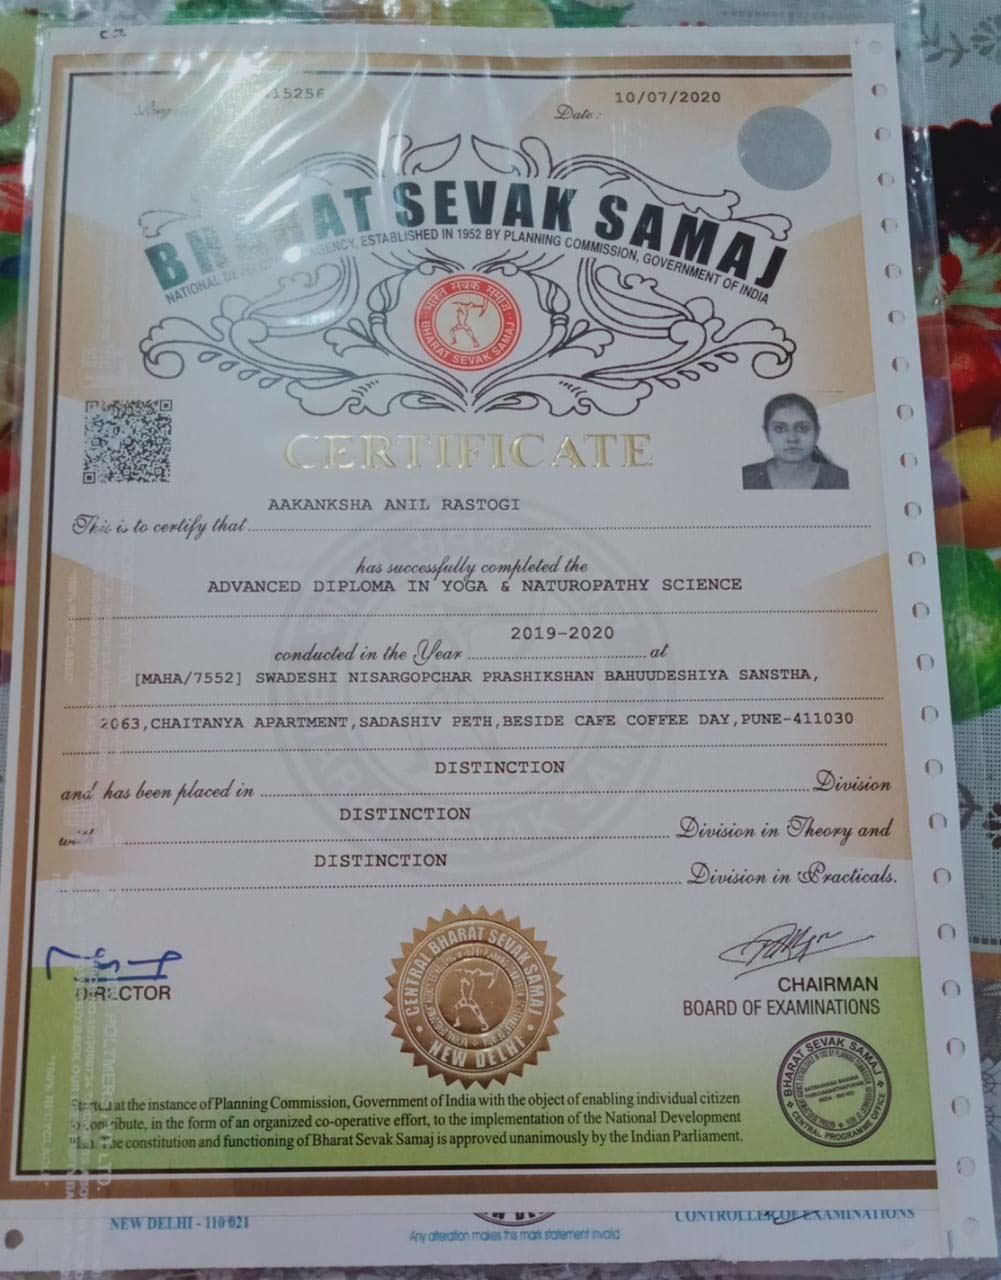 15256
10/07/2020
Date :
BHARAT SEVAK SAMAJ
NATIONAL DEVELOPMENT AGENCY, ESTABLISHED IN 1952 BY PLANNING COMMISSION, GOVERNMENT OF INDIA
भारत सेवक समाज
BHARAT SEVAK SAMAJ
CERTIFICATE
AAKANKSHA ANIL RASTOGI
This is to certify that
has successfully completed the
ADVANCED DIPLOMA IN YOGA & NATUROPATHY SCIENCE
2019-2020
conducted in the Year at
[MAHA/7552] SWADESHI NISARGOPCHAR PRASHIKSHAN BAHUUDESHIYA SANSTHA,
2063,CHAITANYA APARTMENT,SADASHIV PETH,BESIDE CAFE COFFEE DAY,PUNE-411030
DISTINCTION
and has been placed in Division
DISTINCTION
with Division in Theory and
DISTINCTION
Division in Practicals.
CENTRAL BHARAT SEVAK SAMAJ
NEW DELHI
DIRECTOR
CHAIRMAN
BOARD OF EXAMINATIONS
BHARAT SEVAK SAMAJ
CENTRAL PROGRAMME OFFICE
Started at the instance of Planning Commission, Government of India with the object of enabling individual citizen
to contribute, in the form of an organized co-operative effort, to the implementation of the National Development
Plan. The constitution and functioning of Bharat Sevak Samaj is approved unanimously by the Indian Parliament.
NEW DELHI - 110 021
CONTROLLER OF EXAMINATIONS
Any alteration makes this mark statement invalid